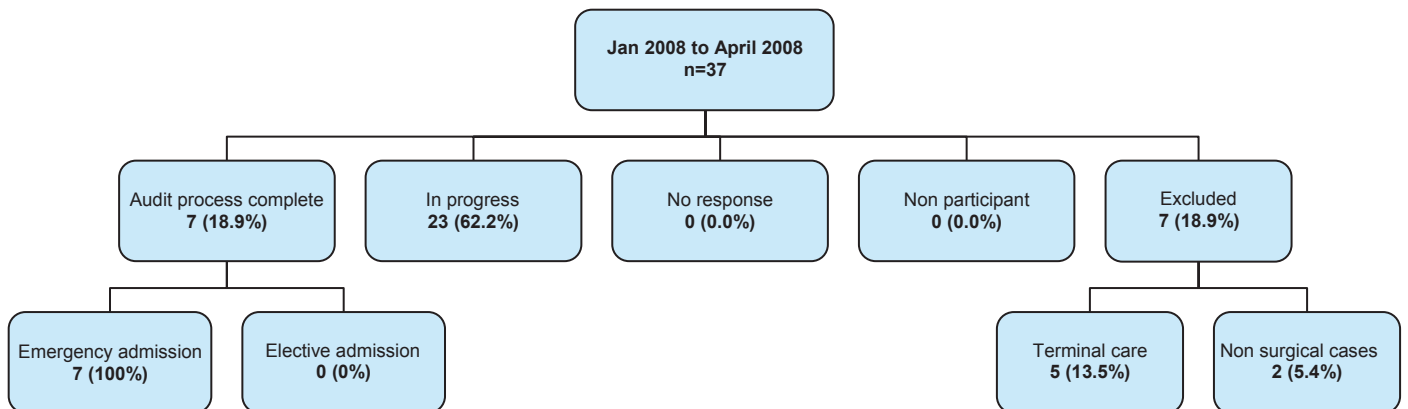 Jan 2008 to April 2008
n=37
Audit process complete
7 (18.9%)
In progress
23 (62.2%)
No response
0 (0.0%)
Non participant
0 (0.0%)
Excluded
7 (18.9%)
Emergency admission
7 (100%)
Elective admission
0 (0%)
Terminal care
5 (13.5%)
Non surgical cases
2 (5.4%)